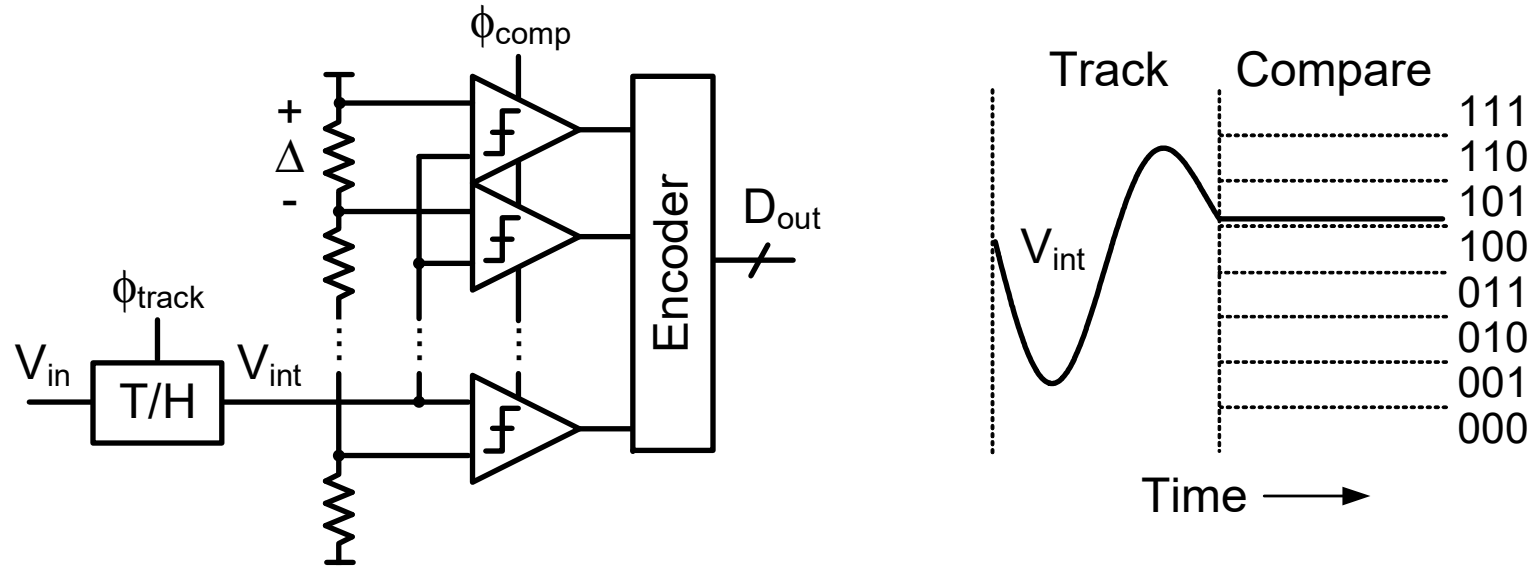 ϕcomp
+
Δ
-
Encoder
Dout
ϕtrack
Vin
T/H
Vint
Track
Compare
Vint
111
110
101
100
011
010
001
000
Time